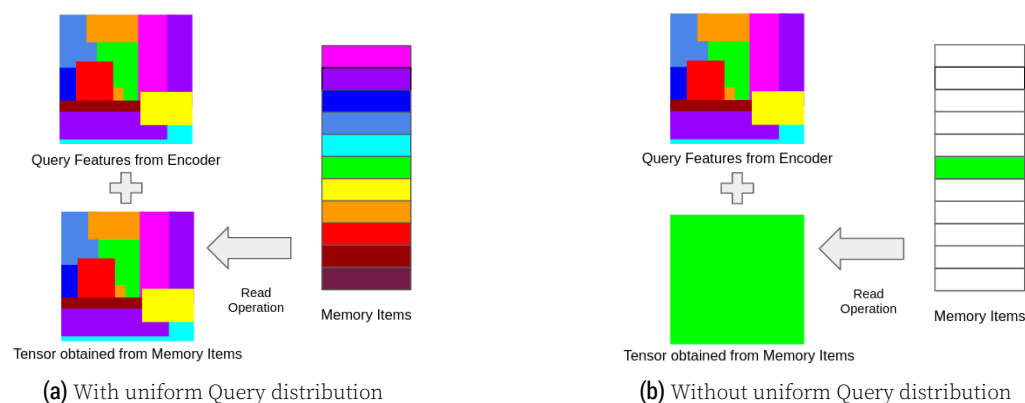 Query Features from Encoder
Read
Operation
Memory Items
Tensor obtained from Memory Items
(a) With uniform Query distribution
Query Features from Encoder
Read
Operation
Memory Items
Tensor obtained from Memory Items
(b) Without uniform Query distribution